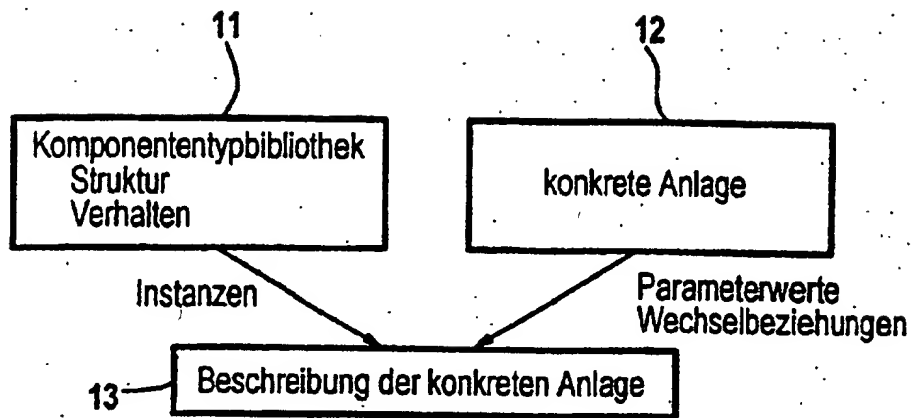 11
12
Komponententypbibliothek
Struktur
Verhalten
konkrete Anlage
Instanzen
Parameterwerte
Wechselbeziehungen
13
Beschreibung der konkreten Anlage